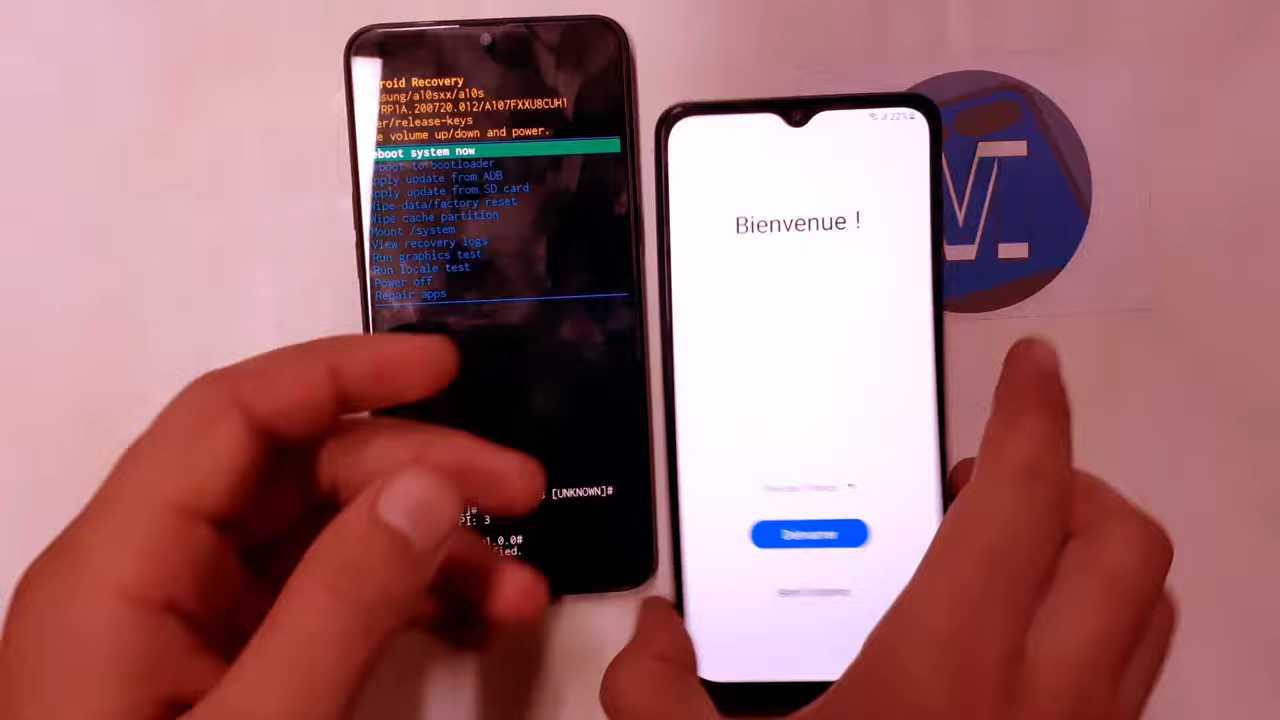 roid Recovery
sung/a10sxx/a10s
/RP1A.200720.012/A107FXXU8CUH1
er/release-keys
e volume up/down and power.
eboot system now
eboot to bootloader
pply update from ADB
pply update from SD card
Wipe data/factory reset
Wipe cache partition
Mount /system
View recovery logs
Run graphics test
Run locale test
Power off
Repair apps
[UNKNOWN]#
]#
PI: 3
1.0.0#
fied.
22%
Bienvenue !
Démarrer